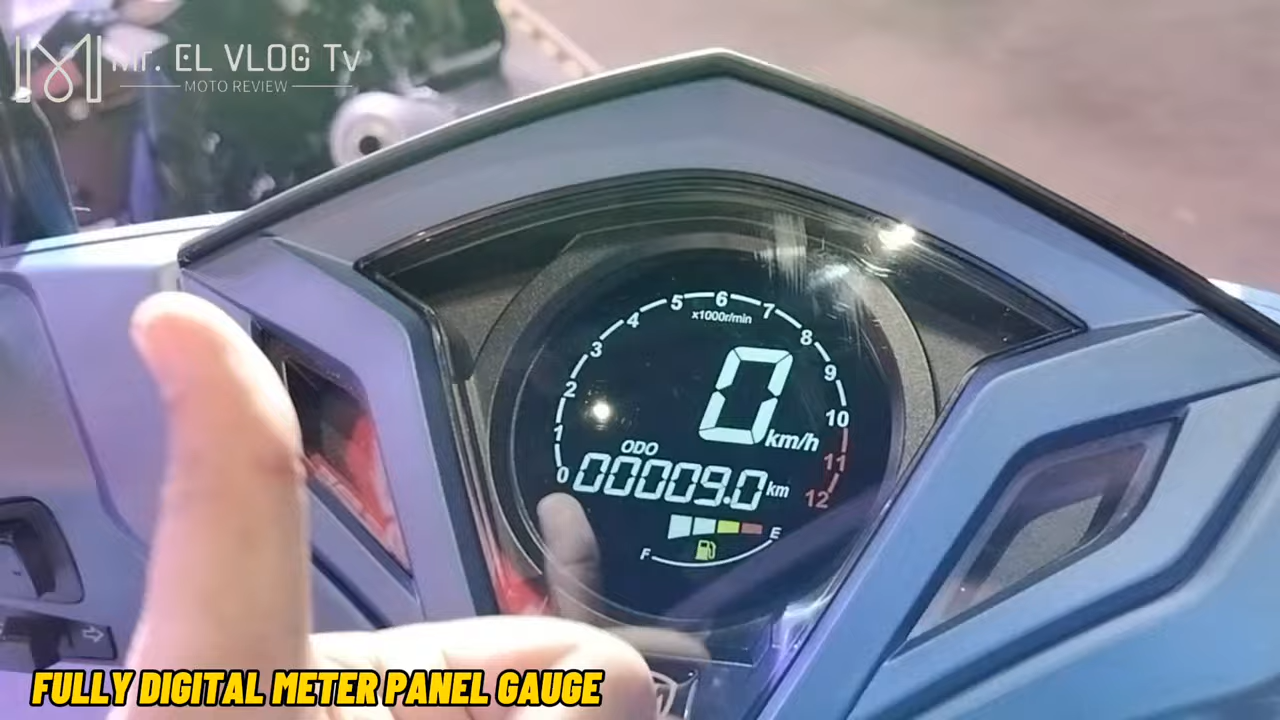 Mr. EL VLOG Tv
MOTO REVIEW
5 6 7
4 x1000r/min 8
3 9
2 0 10
1 km/h 11
ODO
0 00009.0 km 12
E
F
FULLY DIGITAL METER PANEL GAUGE